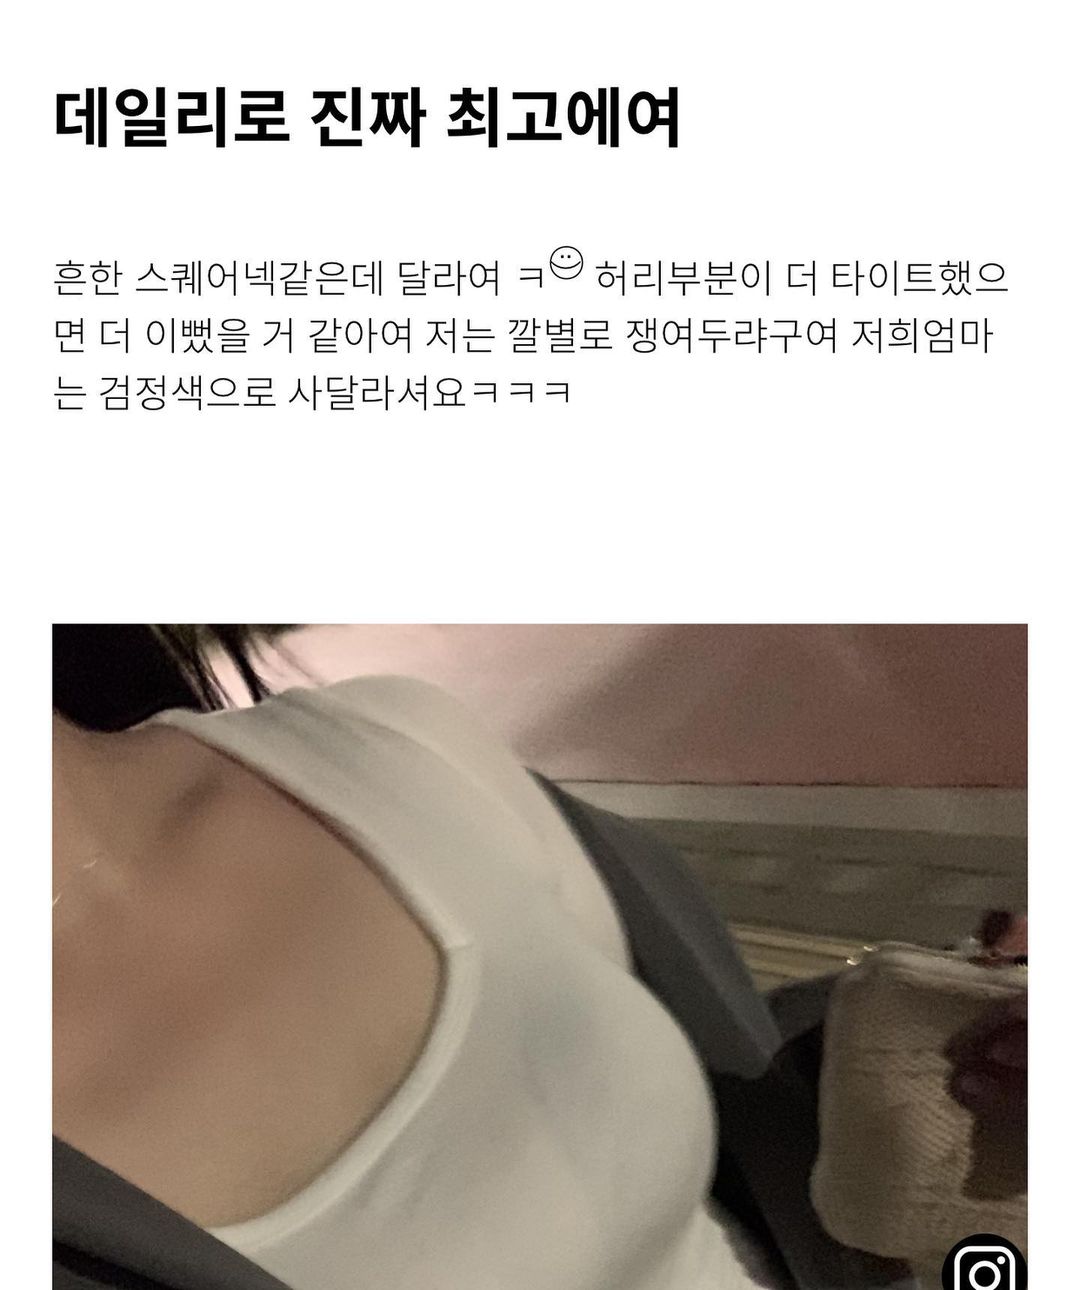 데일리로 진짜 최고에여
흔한 스퀘어넥같은데 달라여 ㅋ 허리부분이 더 타이트했으
면 더 이뻤을 거 같아여 저는 깔별로 쟁여두랴구여 저희엄마
는 검정색으로 사달라셔요ㅋㅋㅋ